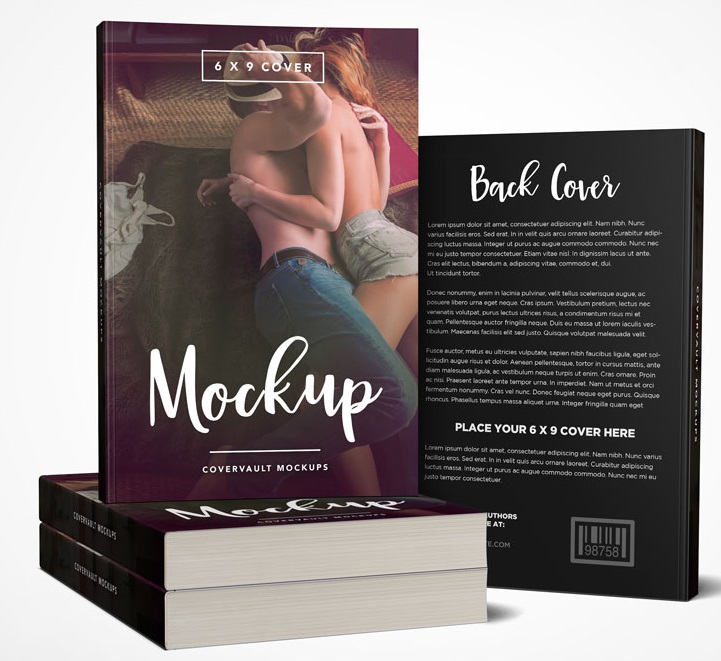 6 X 9 COVER
Mockup
COVERVAULT MOCKUPS
COVERVAULT MOCKUPS
Back Cover
Lorem ipsum dolor sit amet, consectetuer adipiscing elit. Nam nibh. Nunc
varius facilisis eros. Sed erat. In in velit quis arcu ornare laoreet. Curabitur adipi-
scing luctus massa. Integer ut purus ac augue commodo commodo. Nunc nec
mi eu justo tempor consectetuer. Etiam vitae nisl. In dignissim lacus ut ante.
Cras elit lectus, bibendum a, adipiscing vitae, commodo et, dui.
Ut tincidunt tortor.
Donec nonummy, enim in lacinia pulvinar, velit tellus scelerisque augue, ac
posuere libero urna eget neque. Cras ipsum. Vestibulum pretium, lectus nec
venenatis volutpat, purus lectus ultrices risus, a condimentum risus mi et
quam. Pellentesque auctor fringilla neque. Duis eu massa ut lorem iaculis ves-
tibulum. Maecenas facilisis elit sed justo. Quisque volutpat malesuada velit.
Fusce auctor, metus eu ultricies vulputate, sapien nibh faucibus ligula, eget sol-
licitudin augue risus et dolor. Aenean pellentesque, tortor in cursus mattis, ante
diam malesuada ligula, ac vestibulum neque turpis ut enim. Cras ornare. Proin
ac nisi. Praesent laoreet ante tempor urna. In imperdiet. Nam ut metus et orci
fermentum nonummy. Cras vel nunc. Donec feugiat neque eget purus. Quisque
rhoncus. Phasellus tempus massa aliquet urna. Integer fringilla quam eget
PLACE YOUR 6 X 9 COVER HERE
Lorem ipsum dolor sit amet, consectetuer adipiscing elit. Nam nibh. Nunc varius
facilisis eros. Sed erat. In in velit quis arcu ornare laoreet. Curabitur adipiscing
luctus massa. Integer ut purus ac augue commodo commodo. Nunc nec mi eu
justo tempor consectetuer.
UTHORS
E AT:
TE.COM
98758
COVERVAULT MOCKUPS
Mockup
COVERVAULT MOCKUPS
COVERVAULT MOCKUPS
COVERVAULT MOCKUPS